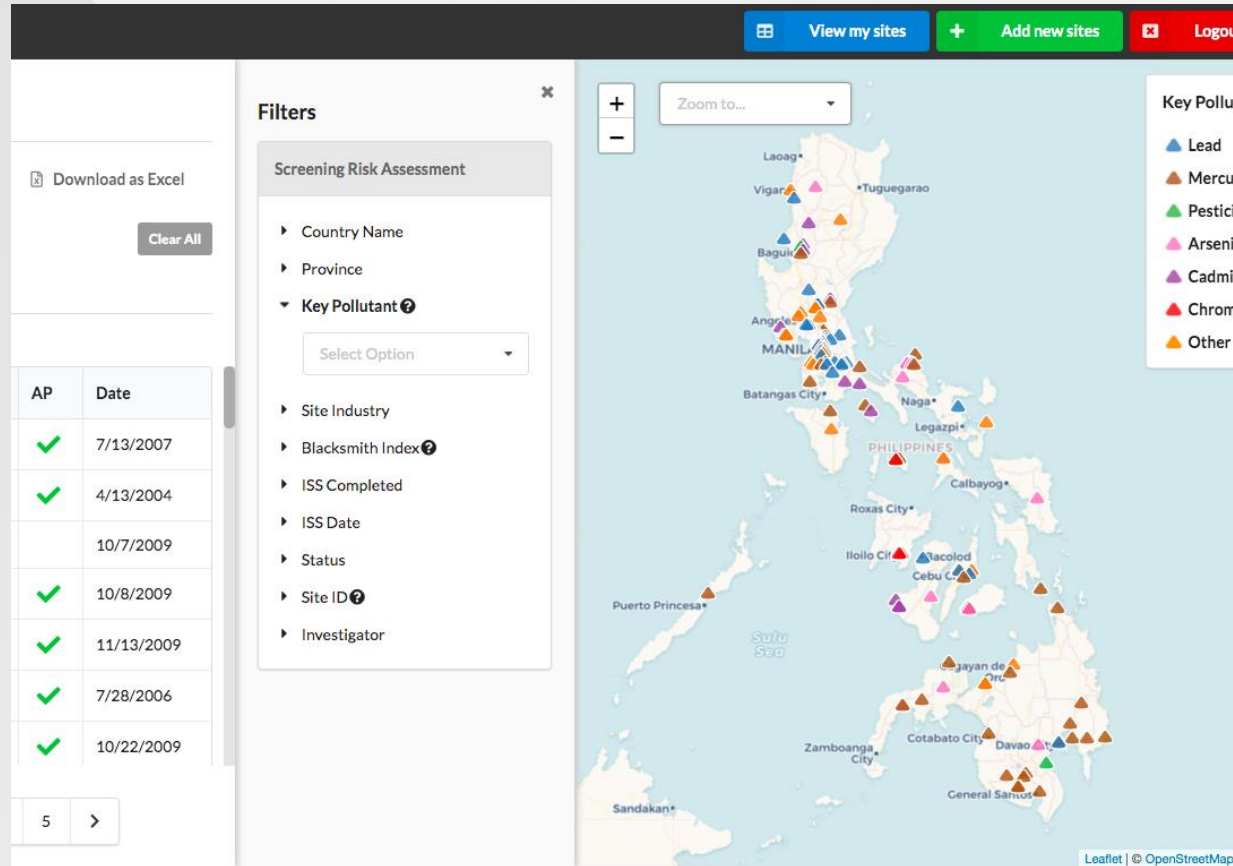 View my sites
Add new sites
Logou
Download as Excel
Clear All
AP Date
7/13/2007
4/13/2004
10/7/2009
10/8/2009
11/13/2009
7/28/2006
10/22/2009
5
Filters
Screening Risk Assessment
Country Name
Province
Key Pollutant
Select Option
Site Industry
Blacksmith Index
ISS Completed
ISS Date
Status
Site ID
Investigator
+
−
Zoom to...
Key Pollu
Lead
Mercu
Pestici
Arseni
Cadmi
Chrom
Other
Laoag
Vigan
Tuguegarao
Baguio
Angeles
MANILA
Batangas City
Naga
Legazpi
PHILIPPINES
Calbayog
Roxas City
Iloilo City
Bacolod
Cebu C
Puerto Princesa
Sulu
Sea
Cagayan de
Oro
Cotabato City
Davao
Zamboanga
City
General Santos
Sandakan
Leaflet | © OpenStreetMap